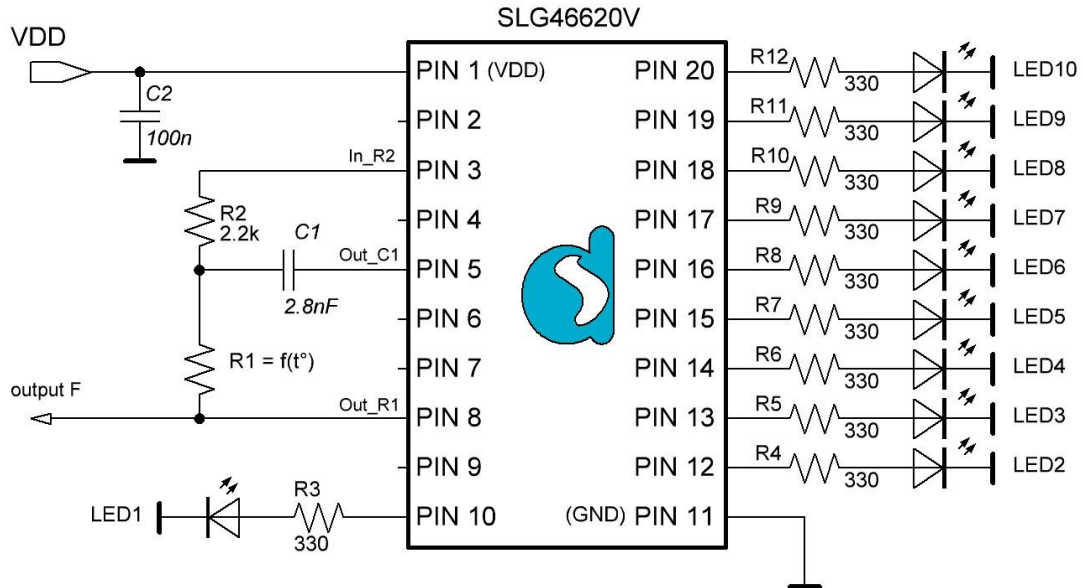 SLG46620V
VDD
C2
100n
In_R2
R2
2.2k
C1
Out_C1
2.8nF
R1 = f(t°)
output F
Out_R1
LED1
R3
330
PIN 1 (VDD)
PIN 2
PIN 3
PIN 4
PIN 5
PIN 6
PIN 7
PIN 8
PIN 9
PIN 10
PIN 20
PIN 19
PIN 18
PIN 17
PIN 16
PIN 15
PIN 14
PIN 13
PIN 12
(GND) PIN 11
R12 330 LED10
R11 330 LED9
R10 330 LED8
R9 330 LED7
R8 330 LED6
R7 330 LED5
R6 330 LED4
R5 330 LED3
R4 330 LED2